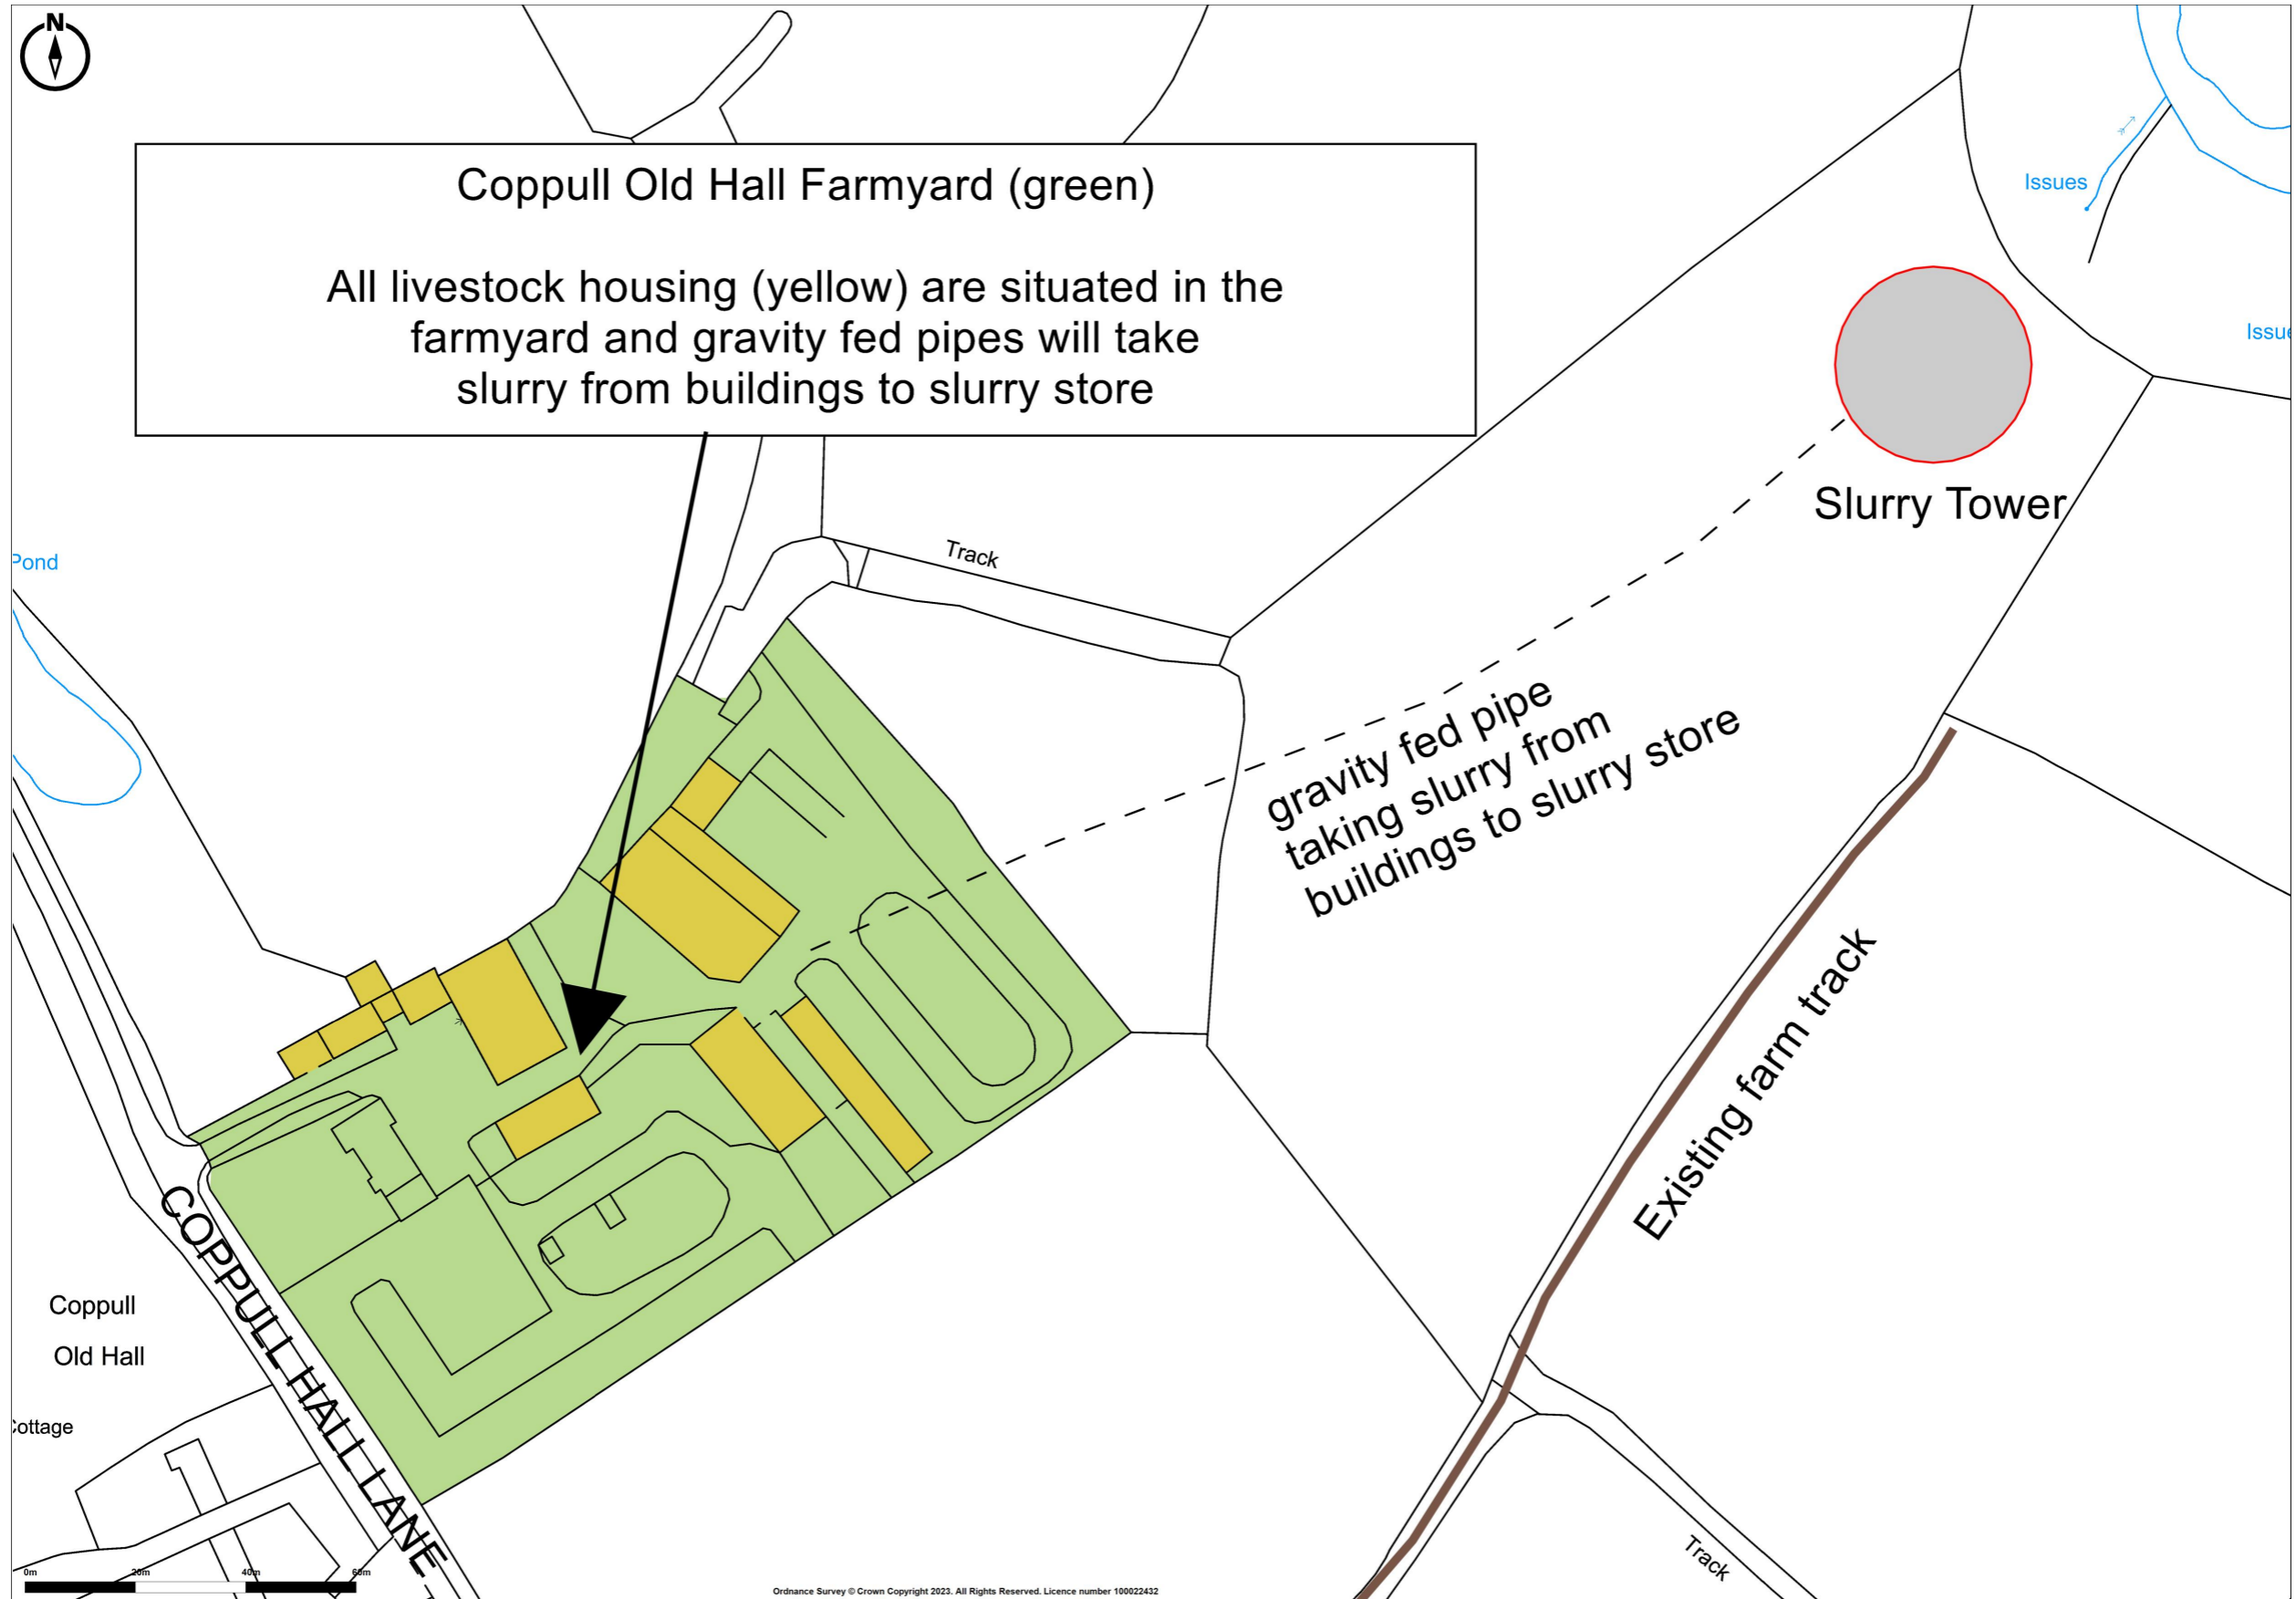 N
Coppull Old Hall Farmyard (green)
All livestock housing (yellow) are situated in the
farmyard and gravity fed pipes will take
slurry from buildings to slurry store
Issues
Issue
Slurry Tower
Pond
Track
gravity fed pipe
taking slurry from
buildings to slurry store
Existing farm track
COPPULL HALL LANE
Coppull
Old Hall
Cottage
Track
0m 20m 40m 60m
Ordnance Survey © Crown Copyright 2023. All Rights Reserved. Licence number 100022432